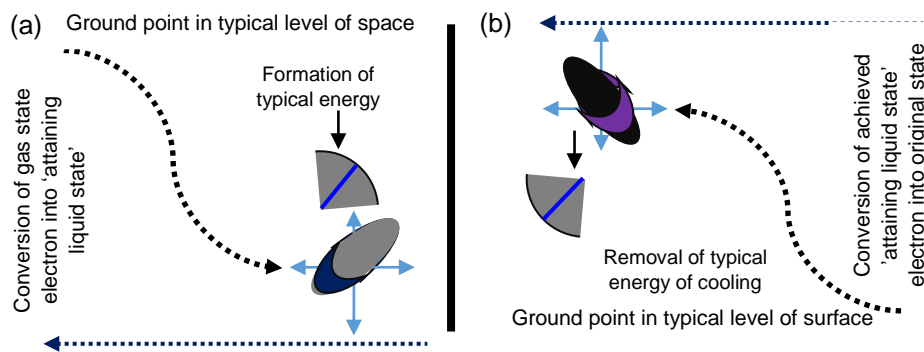 (a)
Ground point in typical level of space
Formation of
typical energy
Conversion of gas state
electron into ‘attaining
liquid state’
(b)
Conversion of achieved
’attaining liquid state’
electron into original state
Removal of typical
energy of cooling
Ground point in typical level of surface